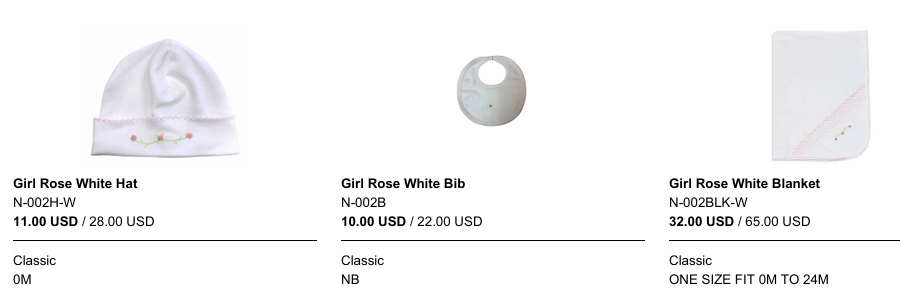 Girl Rose White Hat
N-002H-W
11.00 USD / 28.00 USD
Classic
0M
Girl Rose White Bib
N-002B
10.00 USD / 22.00 USD
Classic
NB
Girl Rose White Blanket
N-002BLK-W
32.00 USD / 65.00 USD
Classic
ONE SIZE FIT 0M TO 24M